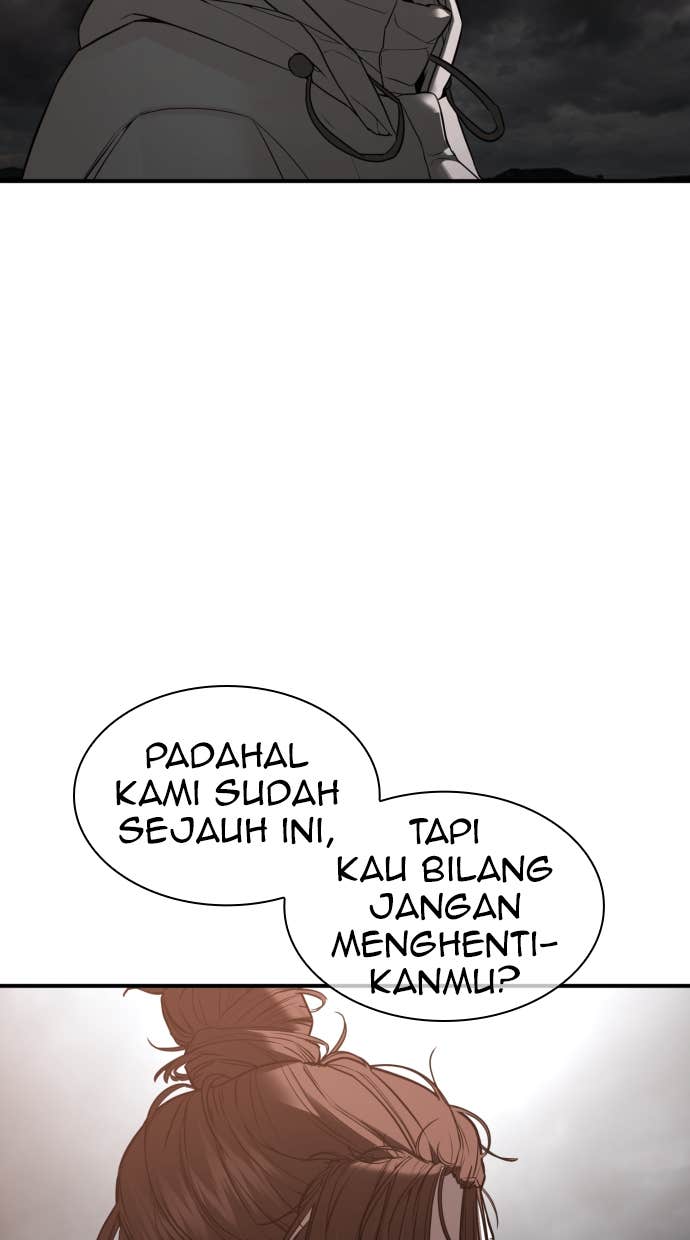 PADAHAL
KAMI SUDAH
SEJAUH INI,
TAPI
KAU BILANG
JANGAN
MENGHENTI-
KANMU?